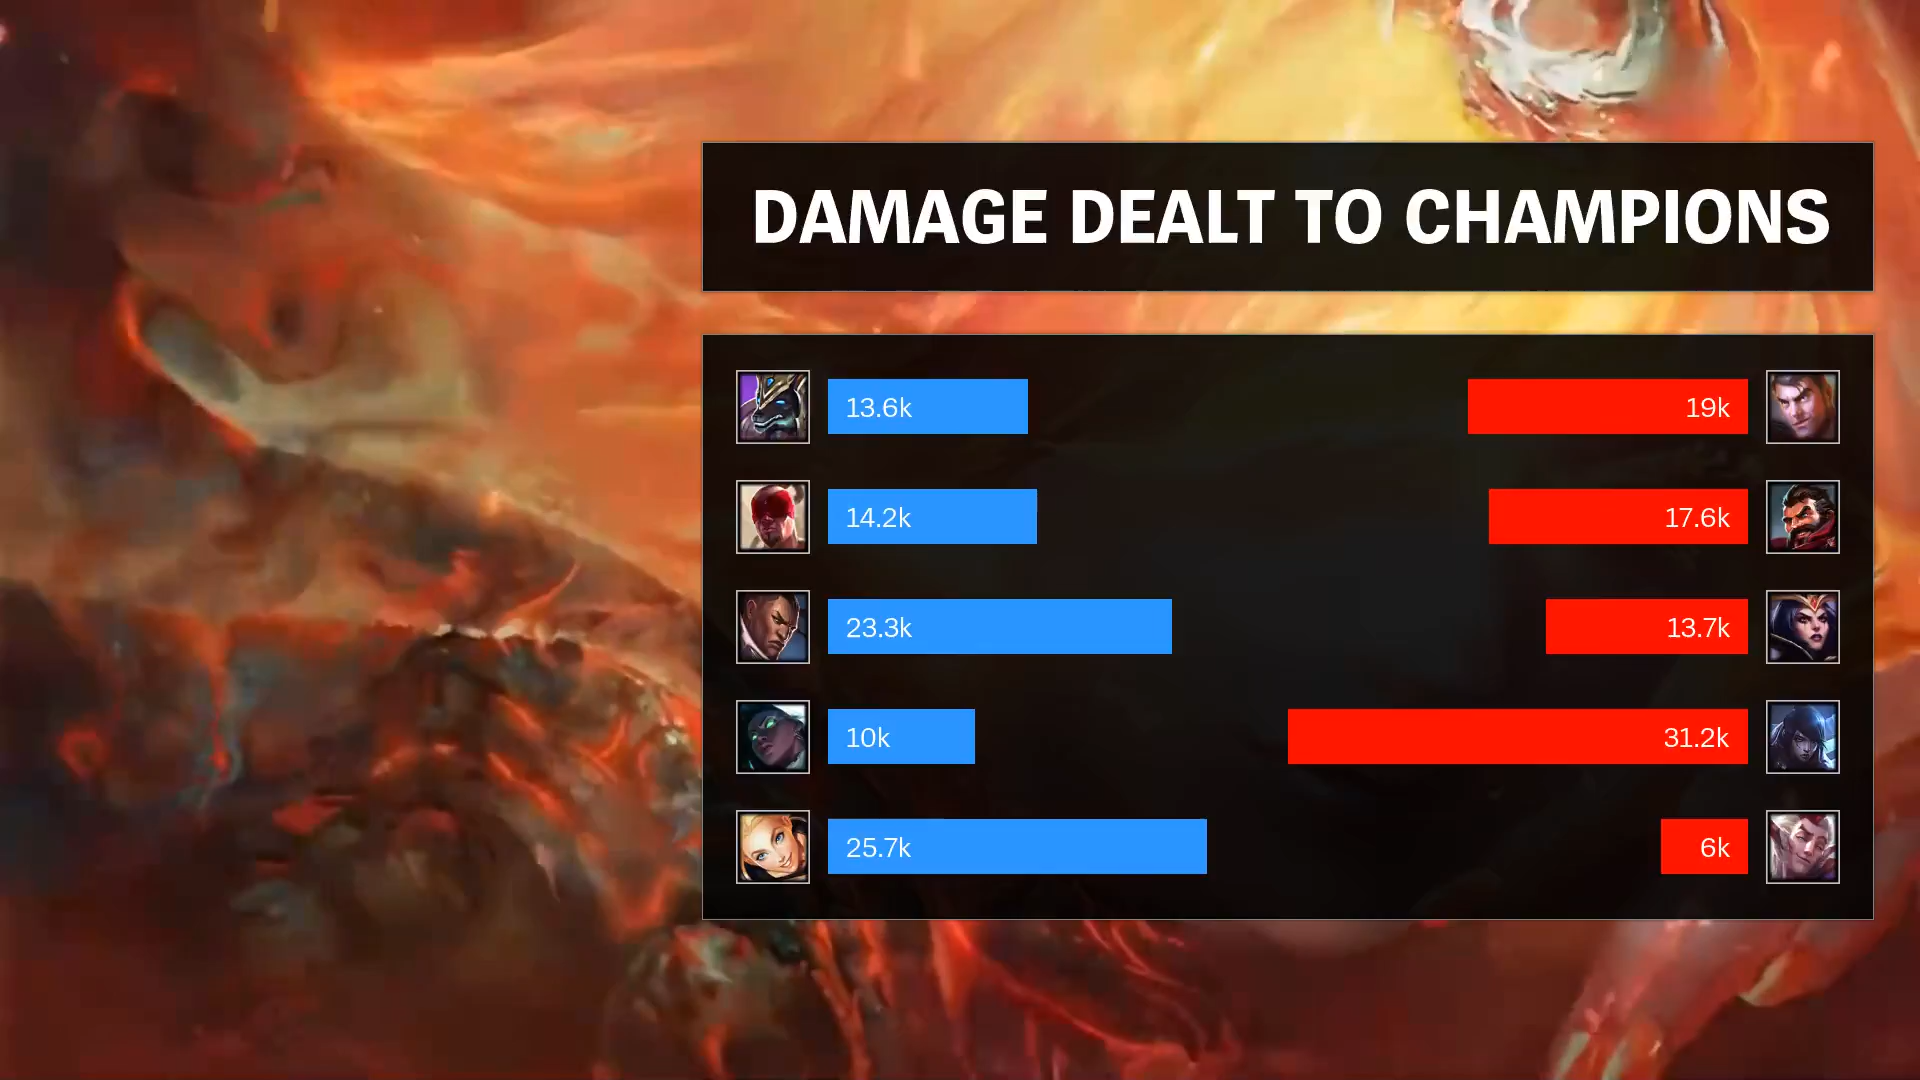 DAMAGE DEALT TO CHAMPIONS
13.6k 19k
14.2k 17.6k
23.3k 13.7k
10k 31.2k
25.7k 6k